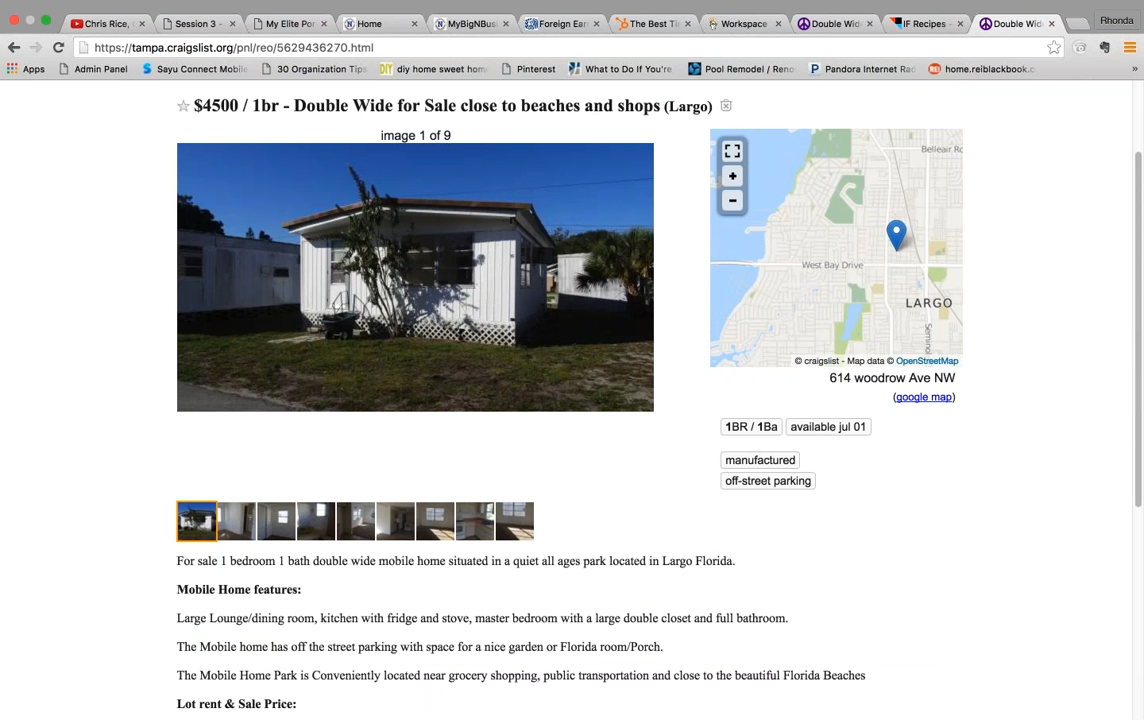 Chris Rice,
Session 3 -
My Elite Por
Home
MyBigNBusi
Foreign Ear
The Best Ti
Workspace
Double Wid
IF Recipes -
Double Wid
Rhonda
https://tampa.craigslist.org/pnl/reo/5629436270.html
Apps
Admin Panel
Sayu Connect Mobile
30 Organization Tips
DIY diy home sweet hom
Pinterest
What to Do If You're
Pool Remodel / Reno
Pandora Internet Rad
home.reiblackbook.c
»
$4500 / 1br - Double Wide for Sale close to beaches and shops (Largo)
image 1 of 9
+
-
Belleair Ro
West Bay Drive
LARGO
Seminol
© craigslist - Map data © OpenStreetMap
614 woodrow Ave NW
(google map)
1BR / 1Ba available jul 01
manufactured
off-street parking
For sale 1 bedroom 1 bath double wide mobile home situated in a quiet all ages park located in Largo Florida.
Mobile Home features:
Large Lounge/dining room, kitchen with fridge and stove, master bedroom with a large double closet and full bathroom.
The Mobile home has off the street parking with space for a nice garden or Florida room/Porch.
The Mobile Home Park is Conveniently located near grocery shopping, public transportation and close to the beautiful Florida Beaches
Lot rent & Sale Price: